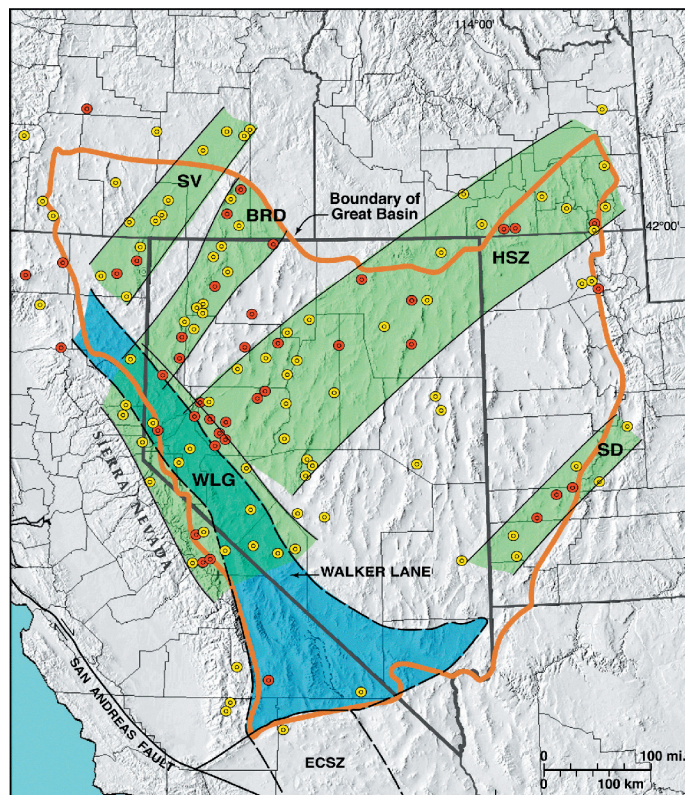 114°00'
SV
BRD
Boundary of
Great Basin
42°00'
HSZ
SIERRA NEVADA
WLG
SD
WALKER LANE
SAN ANDREAS FAULT
ECSZ
0 100 mi.
0 100 km